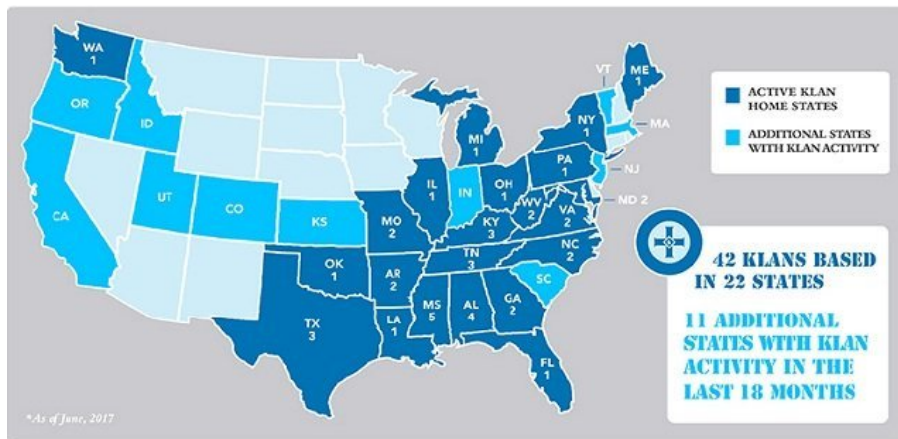 WA
1
OR
ID
CA
UT
CO
KS
OK
1
TX
3
MO
2
AR
2
LA
1
IL
1
IN
MI
1
OH
1
KY
3
TN
3
MS
5
AL
4
GA
2
FL
1
SC
NC
2
VA
2
WV
2
PA
1
NY
1
VT
ME
1
MA
NJ
MD 2
ACTIVE KLAN
HOME STATES
ADDITIONAL STATES
WITH KLAN ACTIVITY
42 KLANS BASED
IN 22 STATES
11 ADDITIONAL
STATES WITH KLAN
ACTIVITY IN THE
LAST 18 MONTHS
*As of June, 2017